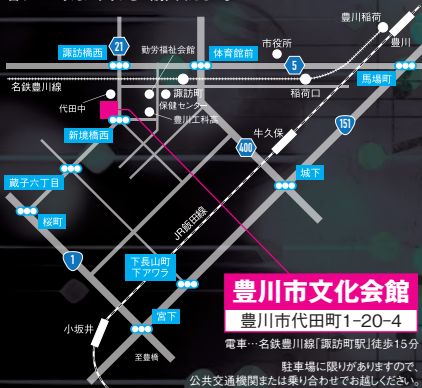 豊川稲荷
豊川
諏訪橋西
21
勤労福祉会館
体育館前
市役所
5
馬場町
名鉄豊川線
諏訪町
稲荷口
代田中
保健センター
豊川工科高
新境橋西
牛久保
151
400
蔵子六丁目
城下
桜町
JR飯田線
1
下長山町
下アワラ
宮下
小坂井
至豊橋
豊川市文化会館
豊川市代田町1-20-4
電車…名鉄豊川線「諏訪町駅」徒歩15分
駐車場に限りがありますので、
公共交通機関または乗り合わせでお越しください。